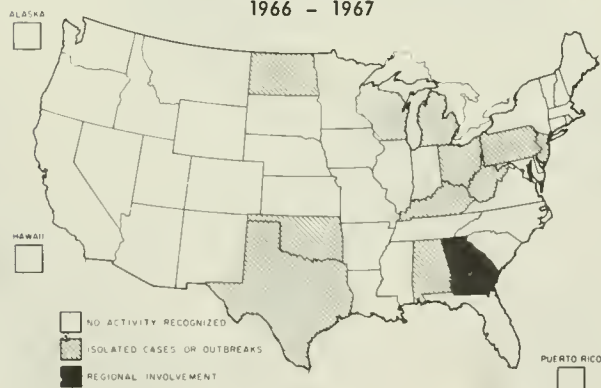 1966 – 1967
ALASKA
HAWAII
NO ACTIVITY RECOGNIZED
ISOLATED CASES OR OUTBREAKS
REGIONAL INVOLVEMENT
PUERTO RICO